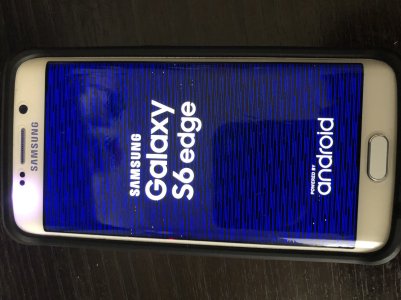 SAMSUNG
SAMSUNG
Galaxy
S6 edge
POWERED BY
android